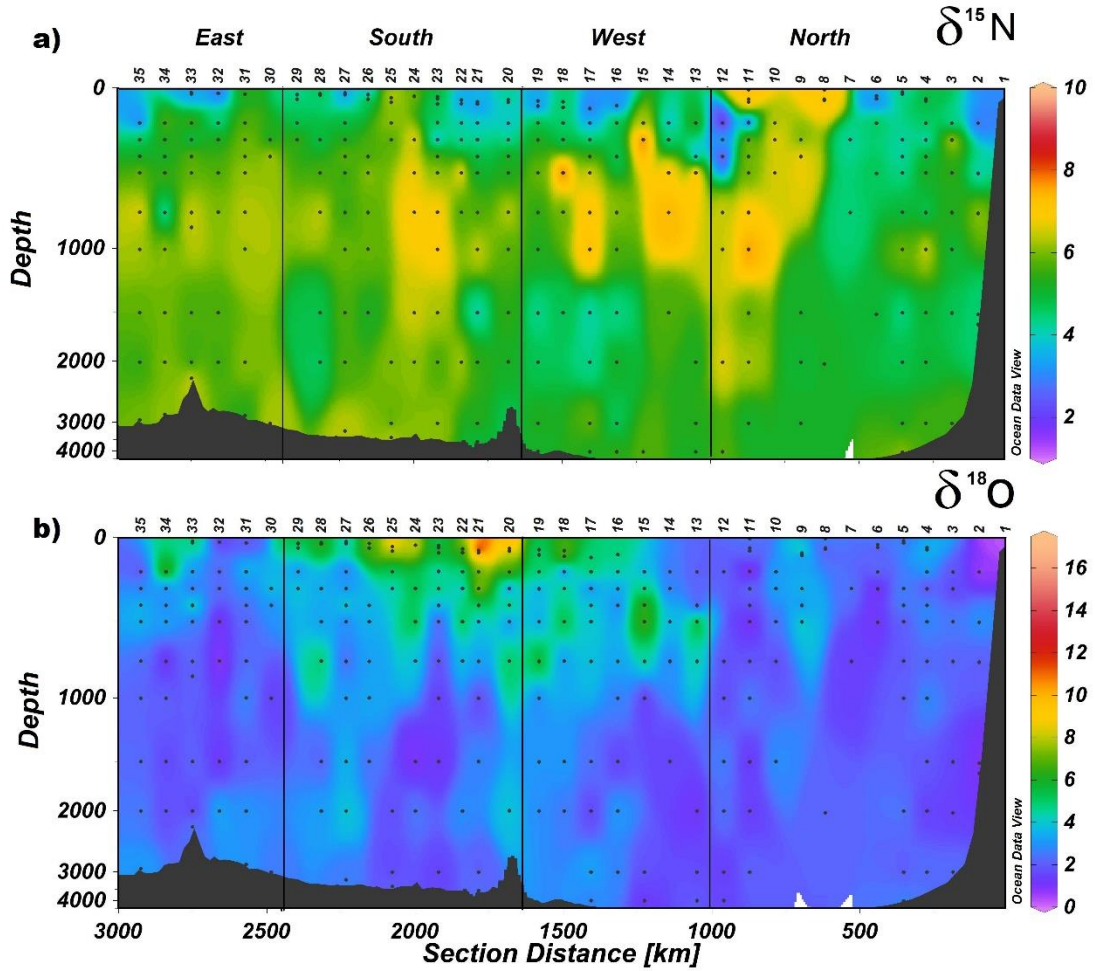 a) East South West North δ¹⁵N
35 34 33 32 31 30 29 28 27 26 25 24 23 22 21 20 19 18 17 16 15 14 13 12 11 10 9 8 7 6 5 4 3 2 1
Depth
0
1000
2000
3000
4000
10
8
6
4
2
Ocean Data View
b) δ¹⁸O
35 34 33 32 31 30 29 28 27 26 25 24 23 22 21 20 19 18 17 16 15 14 13 12 11 10 9 8 7 6 5 4 3 2 1
Depth
0
1000
2000
3000
4000
16
14
12
10
8
6
4
2
0
Ocean Data View
3000 2500 2000 1500 1000 500
Section Distance [km]